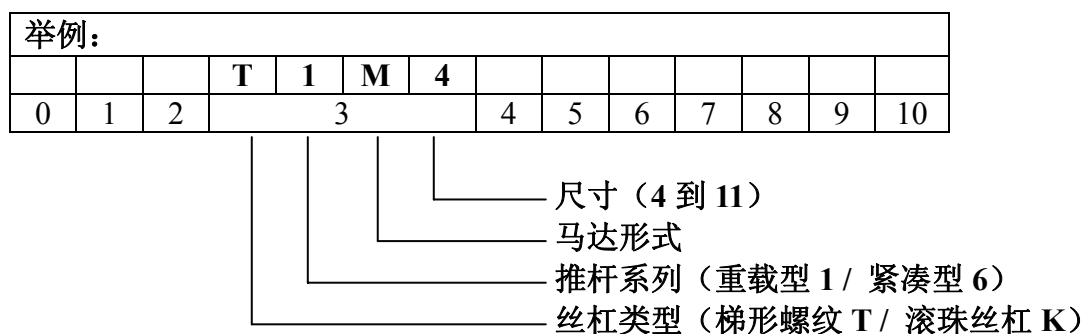 举例：
T 1 M 4
0 1 2 3 4 5 6 7 8 9 10
尺寸（4 到 11）
马达形式
推杆系列（重载型 1 / 紧凑型 6）
丝杠类型（梯形螺纹 T / 滚珠丝杠 K）